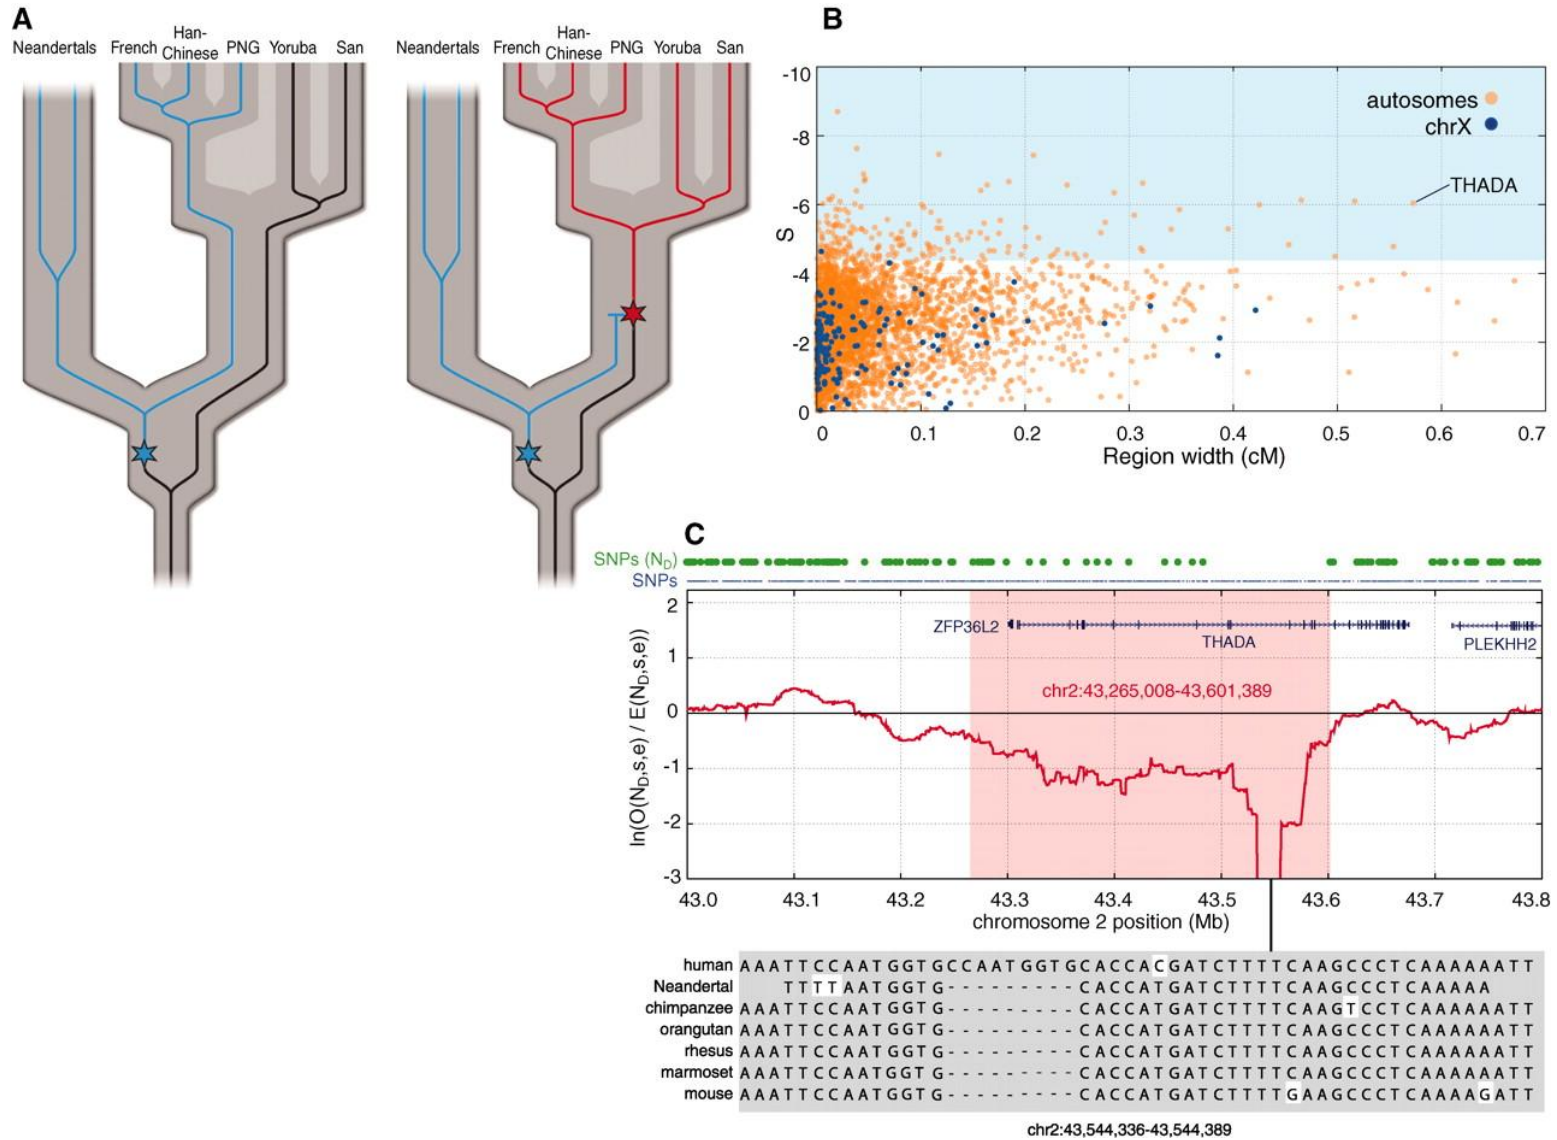 A
Neandertals French Han-Chinese PNG Yoruba San
Neandertals French Han-Chinese PNG Yoruba San
B
-10
-8
-6
-4
-2
0
S
autosomes
chrX
THADA
0 0.1 0.2 0.3 0.4 0.5 0.6 0.7
Region width (cM)
C
SNPs (ND)
SNPs
2
1
0
-1
-2
-3
ln(O(ND,s,e) / E(ND,s,e))
ZFP36L2
THADA
PLEKHH2
chr2:43,265,008-43,601,389
43.0 43.1 43.2 43.3 43.4 43.5 43.6 43.7 43.8
chromosome 2 position (Mb)
human AAATTCCAATGGTGCCAATGGTGCACCACGATCTTTTCAAGCCCTCAAAAAATT
Neandertal TTTTAATGGTG---------CACCATGATCTTTTCAAGCCCTCAAAAA
chimpanzee AAATTCCAATGGTG---------CACCATGATCTTTTCAAGTCCTCAAAAAATT
orangutan AAATTCCAATGGTG---------CACCATGATCTTTTCAAGCCCTCAAAAAATT
rhesus AAATTCCAATGGTG---------CACCATGATCTTTTCAAGCCCTCAAAAAATT
marmoset AAATTCCAATGGTG---------CACCATGATCTTTTCAAGCCCTCAAAAAATT
mouse AAATTCCAATGGTG---------CACCATGATCTTTTGAAGCCCTCAAAAGATT
chr2:43,544,336-43,544,389